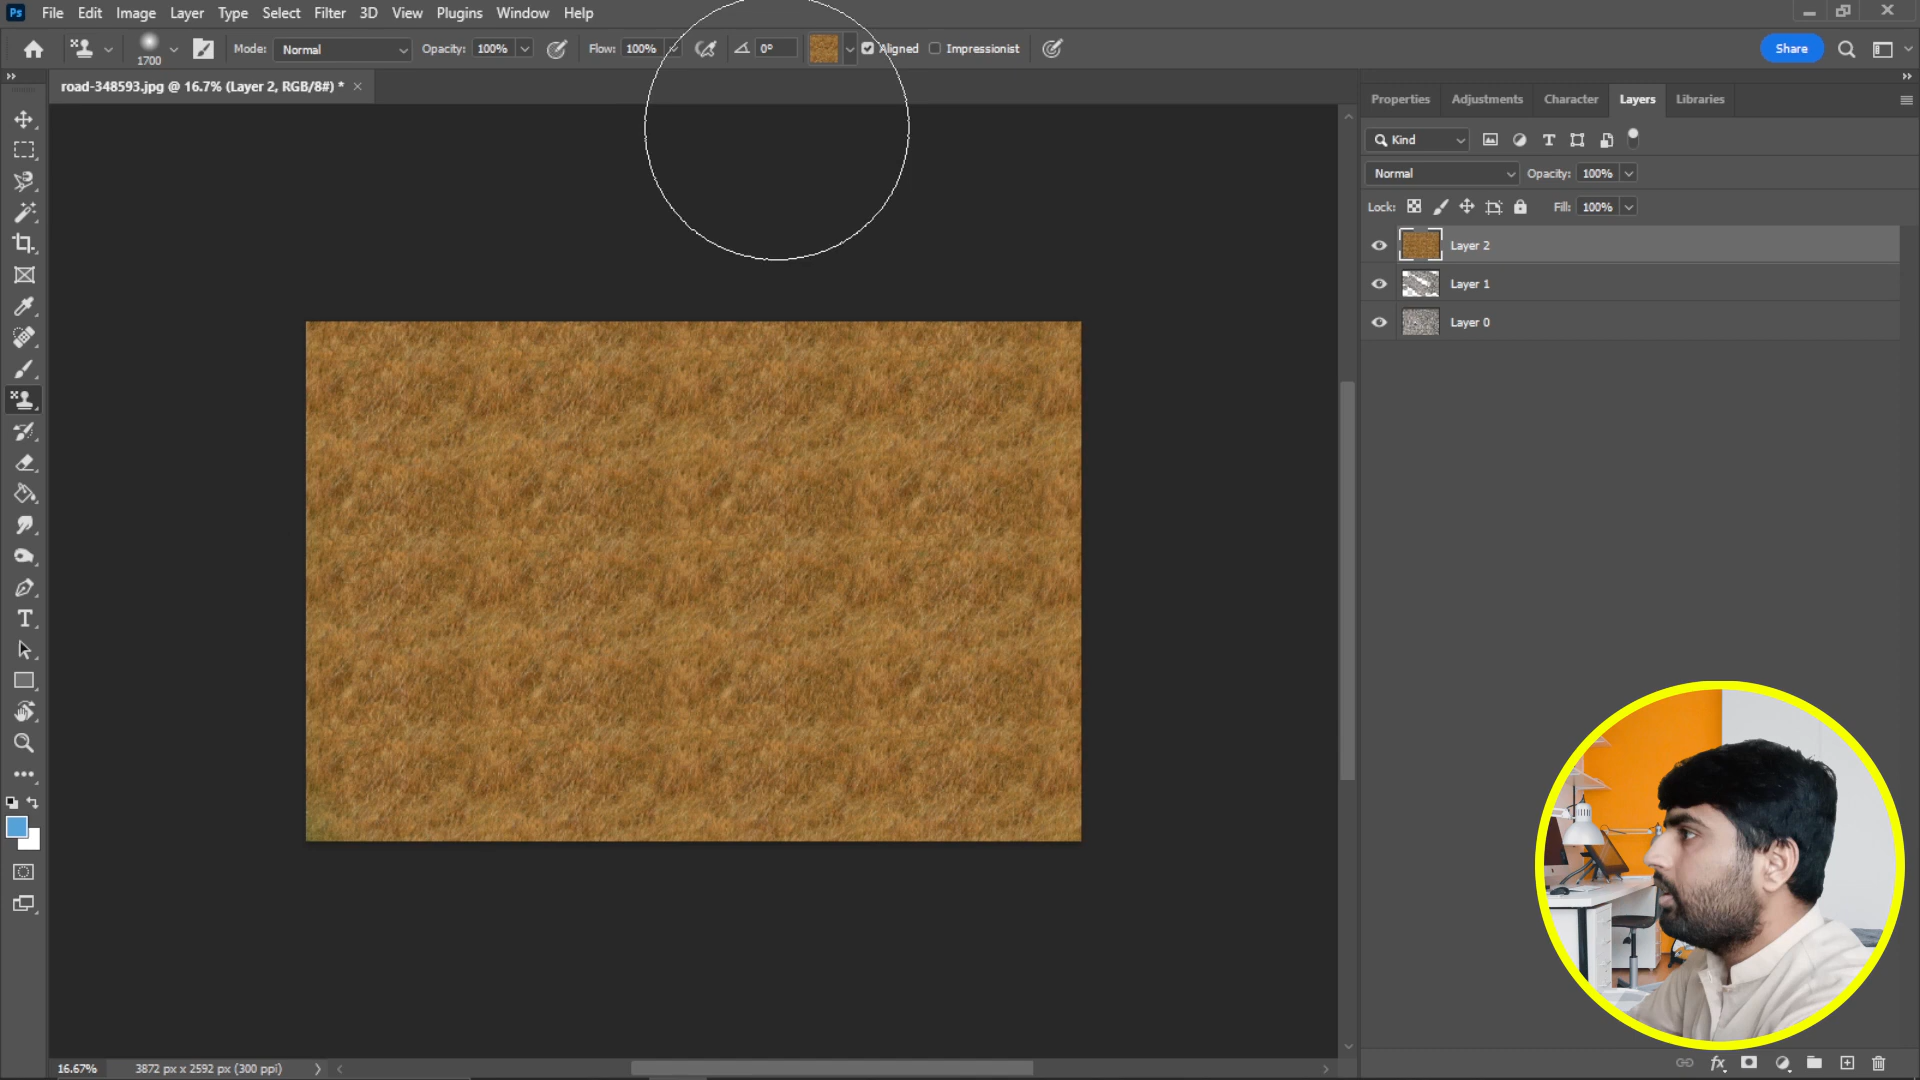 Ps File Edit Image Layer Type Select Filter 3D View Plugins Window Help
1700 Mode: Normal Opacity: 100% Flow: 100% 0° Aligned Impressionist Share
road-348593.jpg @ 16.7% (Layer 2, RGB/8#) *
Properties Adjustments Character Layers Libraries
Kind
Normal Opacity: 100%
Lock: Fill: 100%
Layer 2
Layer 1
Layer 0
16.67% 3872 px x 2592 px (300 ppi)